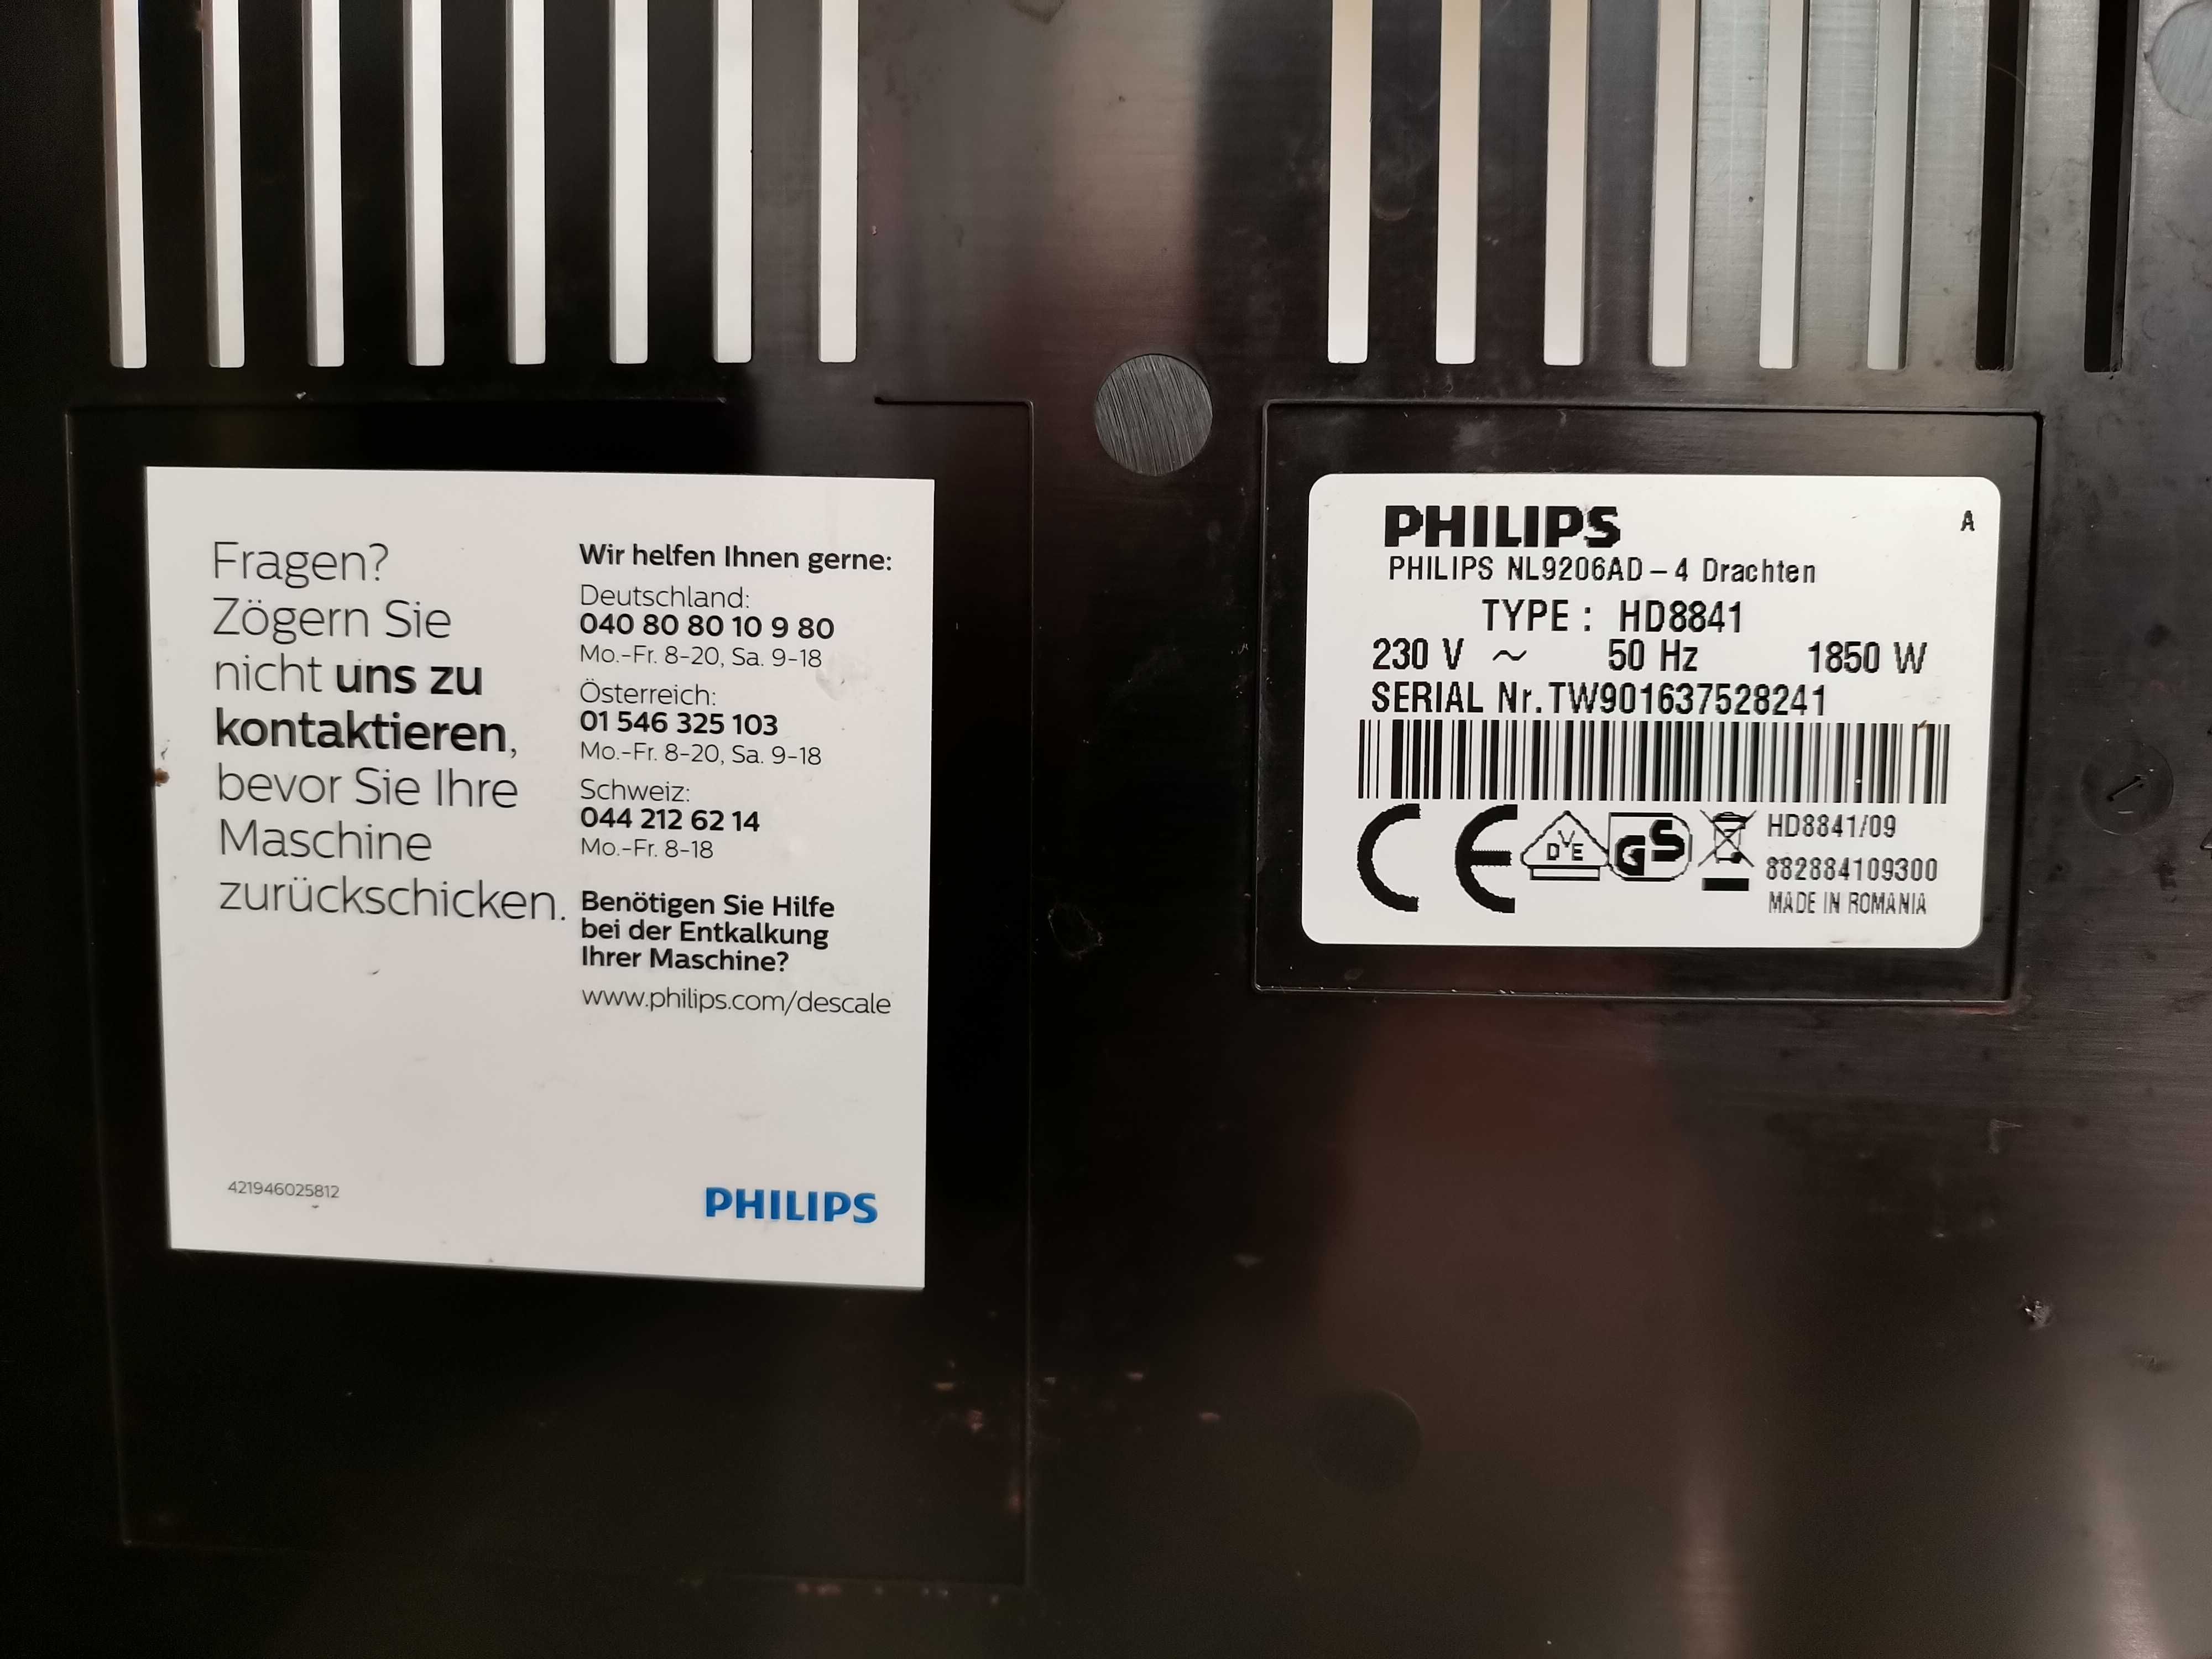 Fragen?
Zögern Sie
nicht uns zu
kontaktieren,
bevor Sie Ihre
Maschine
zurückschicken.
Wir helfen Ihnen gerne:
Deutschland:
040 80 80 10 9 80
Mo.-Fr. 8-20, Sa. 9-18
Österreich:
01 546 325 103
Mo.-Fr. 8-20, Sa. 9-18
Schweiz:
044 212 62 14
Mo.-Fr. 8-18
Benötigen Sie Hilfe
bei der Entkalkung
Ihrer Maschine?
www.philips.com/descale
421946025812
PHILIPS
PHILIPS A
PHILIPS NL9206AD-4 Drachten
TYPE : HD8841
230 V ~ 50 Hz 1850 W
SERIAL Nr.TW901637528241
CE DVE GS HD8841/09
882884109300
MADE IN ROMANIA